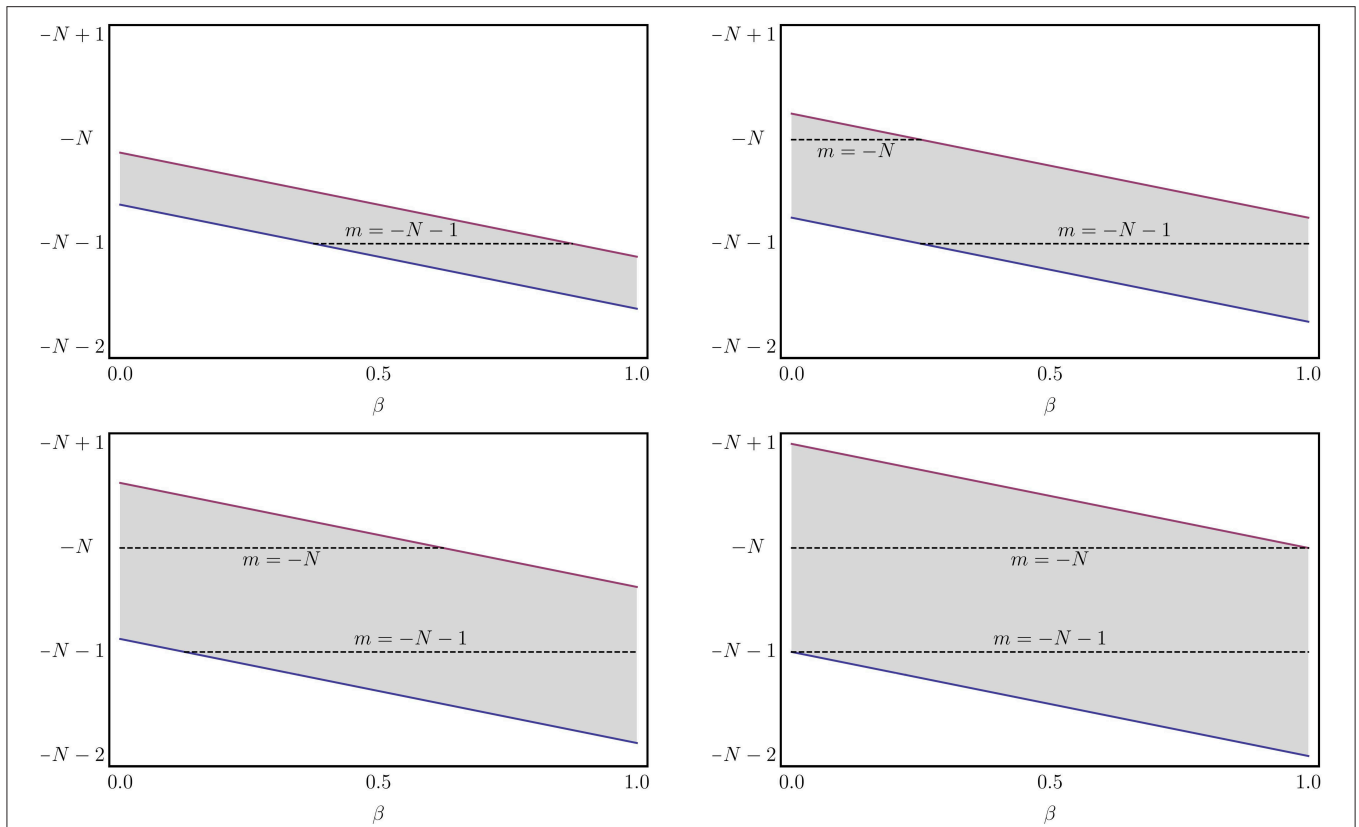 –N + 1
–N
m = –N – 1
–N – 1
–N – 2
0.0 0.5 1.0
β
–N + 1
–N
m = –N
m = –N – 1
–N – 1
–N – 2
0.0 0.5 1.0
β
–N + 1
–N
m = –N
m = –N – 1
–N – 1
–N – 2
0.0 0.5 1.0
β
–N + 1
–N
m = –N
m = –N – 1
–N – 1
–N – 2
0.0 0.5 1.0
β